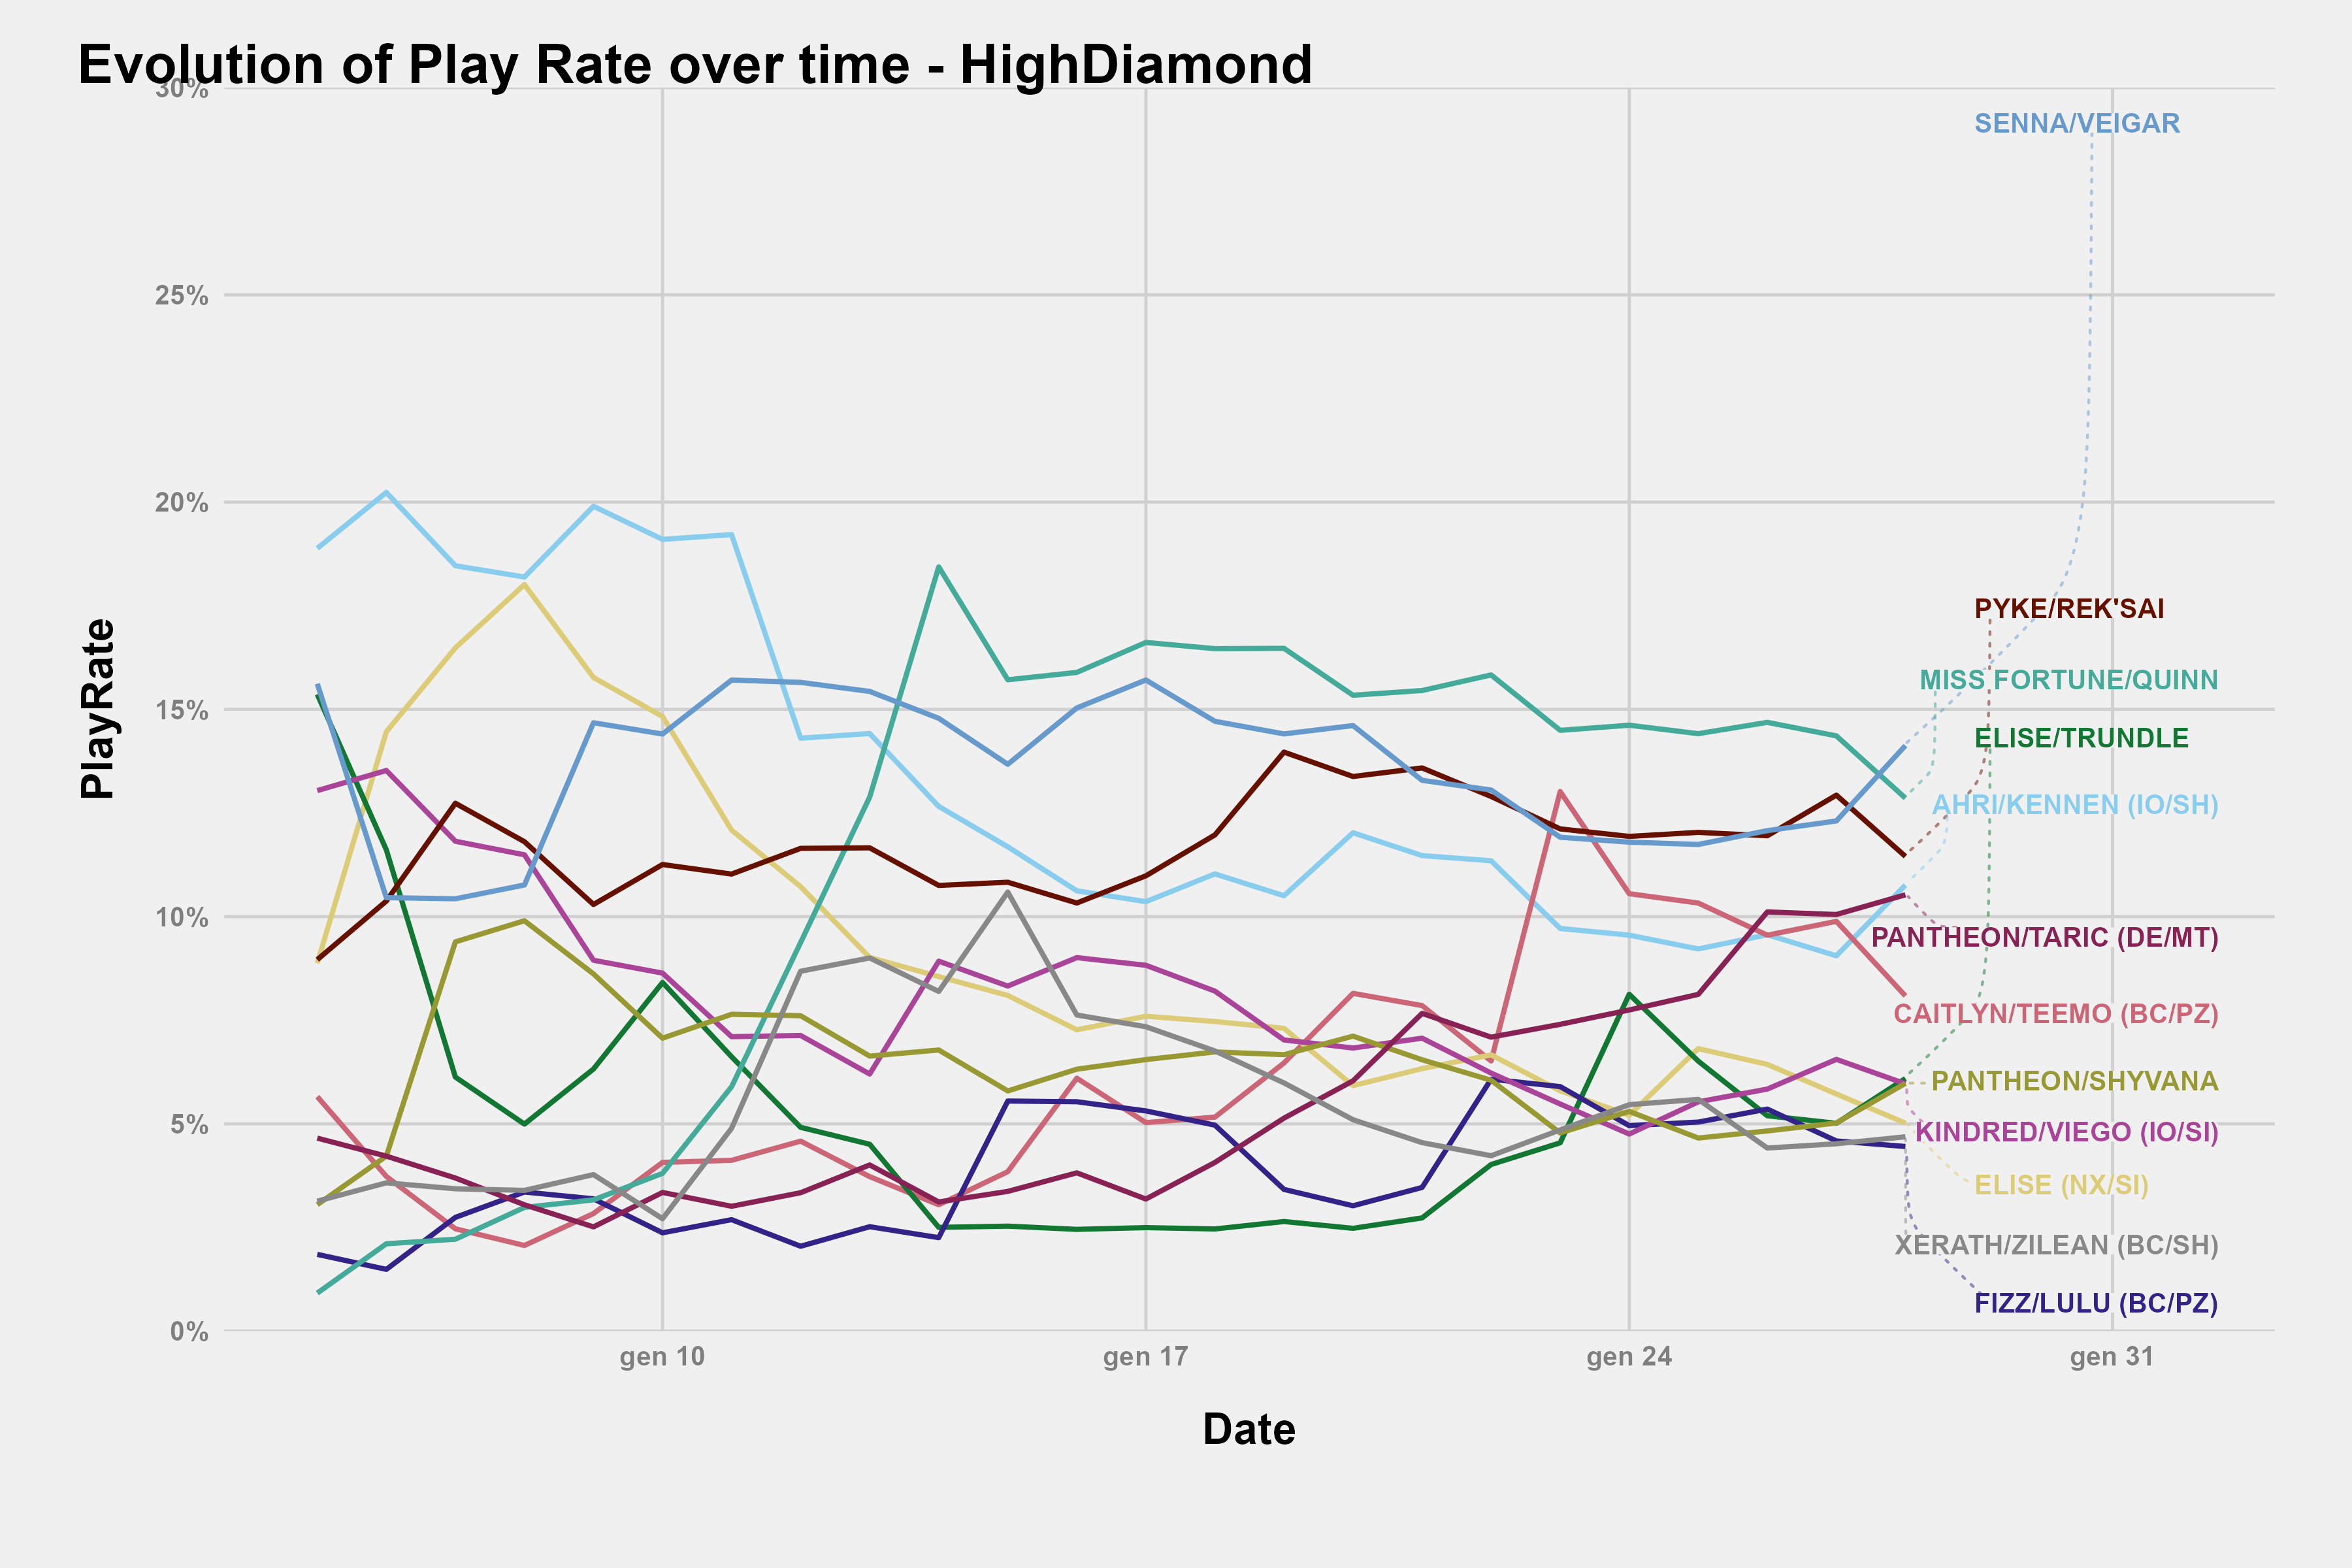 Evolution of Play Rate over time - HighDiamond
30%
25%
20%
15%
10%
5%
0%
PlayRate
SENNA/VEIGAR
PYKE/REK'SAI
MISS FORTUNE/QUINN
ELISE/TRUNDLE
AHRI/KENNEN (IO/SH)
PANTHEON/TARIC (DE/MT)
CAITLYN/TEEMO (BC/PZ)
PANTHEON/SHYVANA
KINDRED/VIEGO (IO/SI)
ELISE (NX/SI)
XERATH/ZILEAN (BC/SH)
FIZZ/LULU (BC/PZ)
gen 10
gen 17
gen 24
gen 31
Date